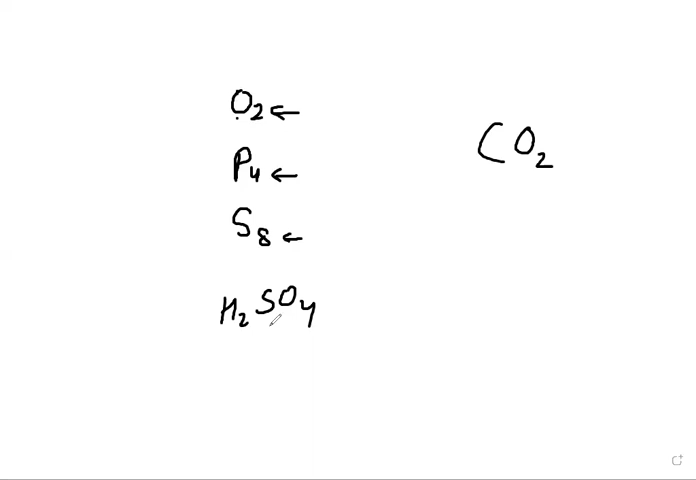 O₂ ←
P₄ ←
S₈ ←
H₂SO₄
CO₂